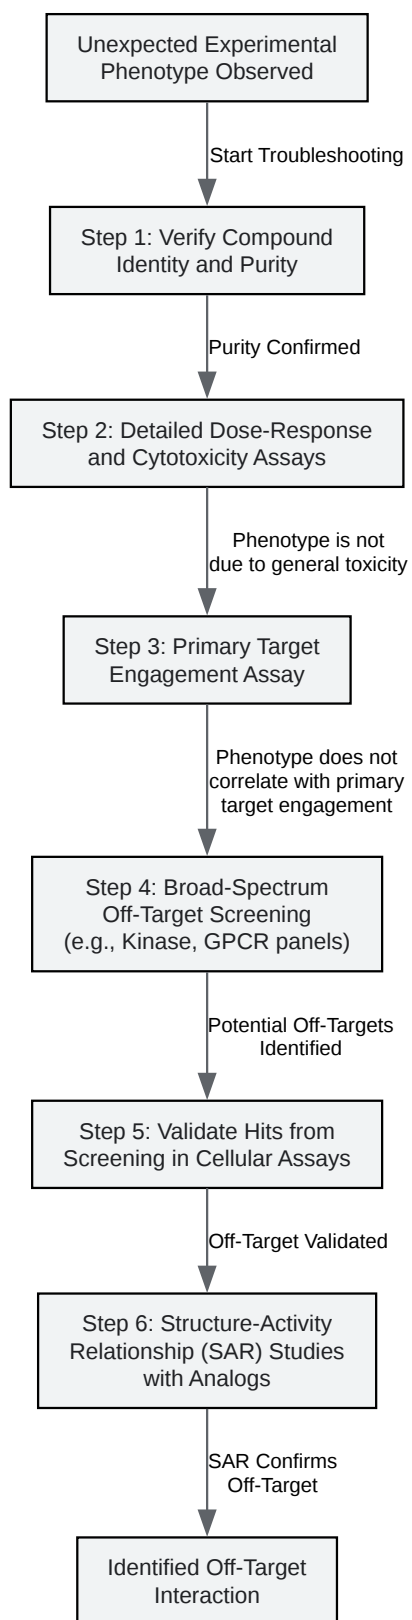 Unexpected Experimental
Phenotype Observed
Start Troubleshooting
Step 1: Verify Compound
Identity and Purity
Purity Confirmed
Step 2: Detailed Dose-Response
and Cytotoxicity Assays
Phenotype is not
due to general toxicity
Step 3: Primary Target
Engagement Assay
Phenotype does not
correlate with primary
target engagement
Step 4: Broad-Spectrum
Off-Target Screening
(e.g., Kinase, GPCR panels)
Potential Off-Targets
Identified
Step 5: Validate Hits from
Screening in Cellular Assays
Off-Target Validated
Step 6: Structure-Activity
Relationship (SAR) Studies
with Analogs
SAR Confirms
Off-Target
Identified Off-Target
Interaction